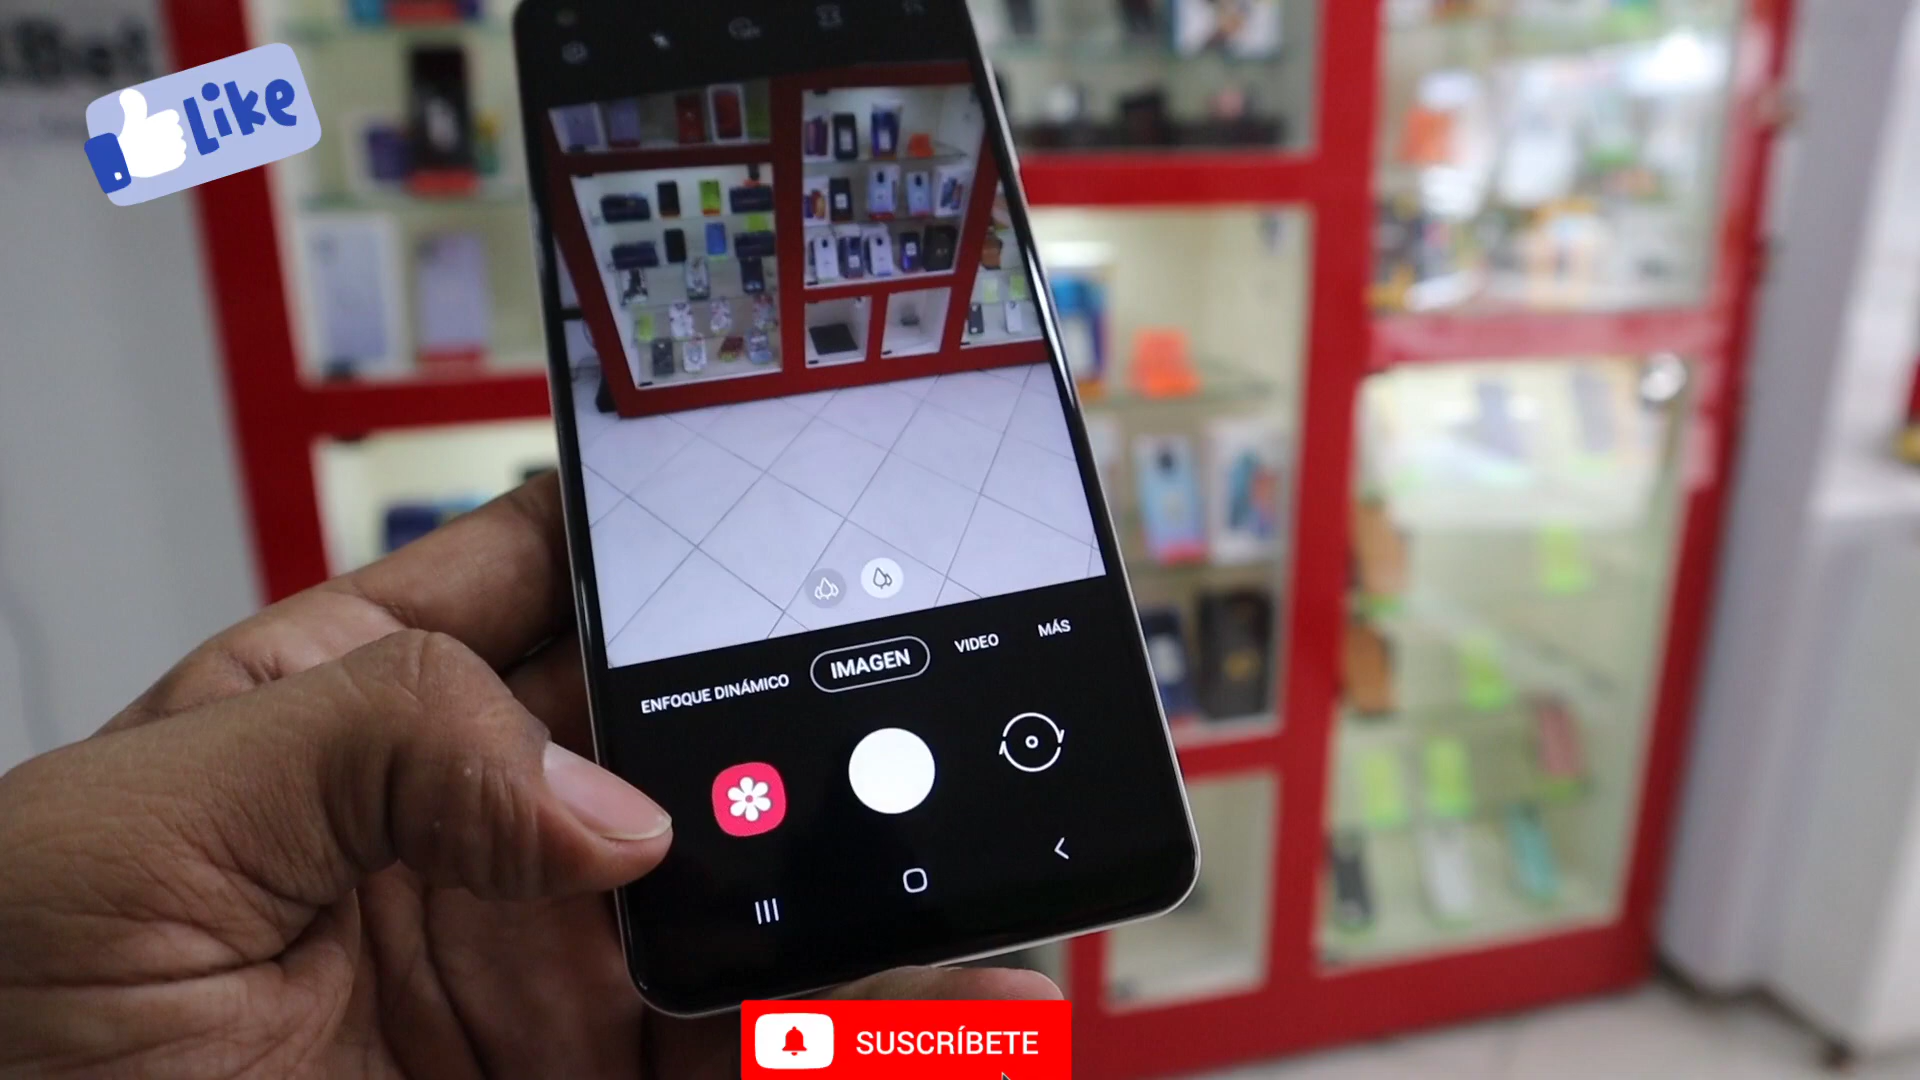 Like
ENFOQUE DINÁMICO
IMAGEN
VIDEO
MÁS
SUSCRÍBETE